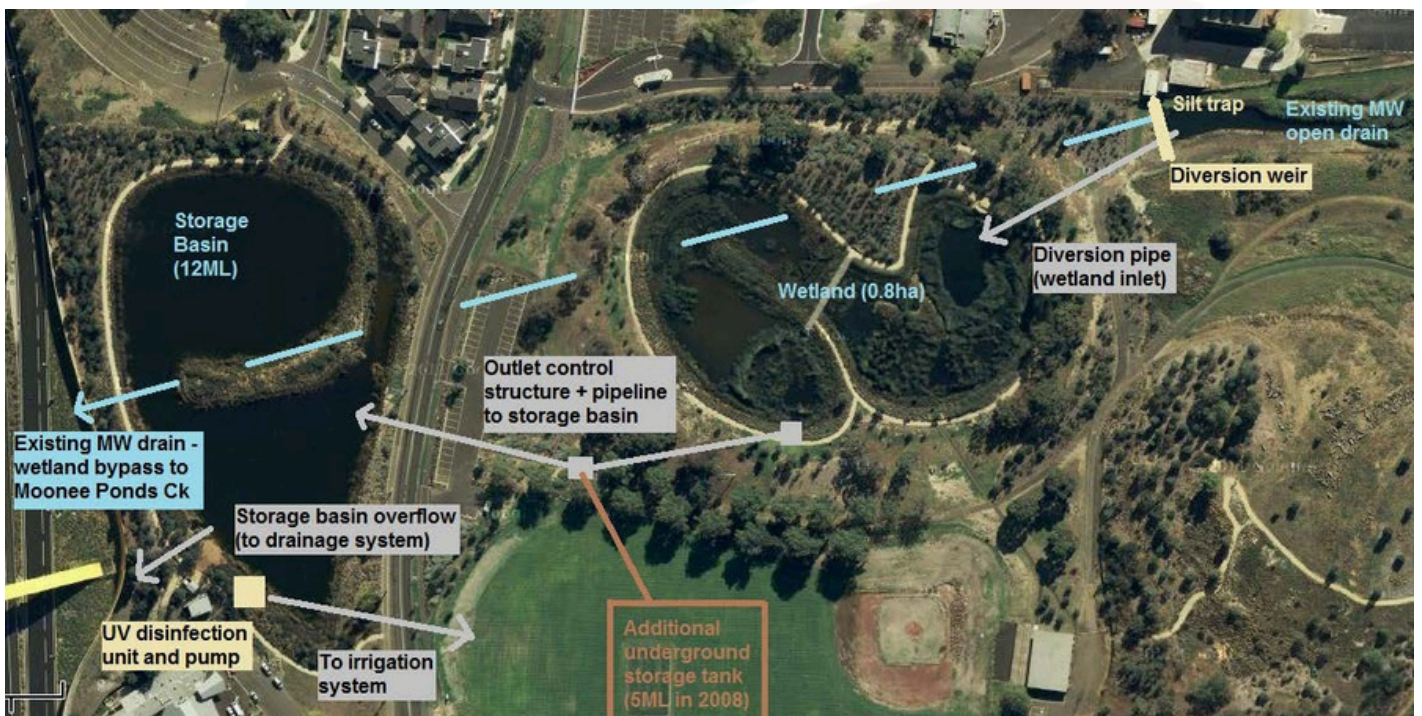 Silt trap
Existing MW
open drain
Diversion weir
Storage
Basin
(12ML)
Diversion pipe
(wetland inlet)
Wetland (0.8ha)
Outlet control
structure + pipeline
to storage basin
Existing MW drain -
wetland bypass to
Moonee Ponds Ck
Storage basin overflow
(to drainage system)
UV disinfection
unit and pump
To irrigation
system
Additional
underground
storage tank
(5ML in 2008)